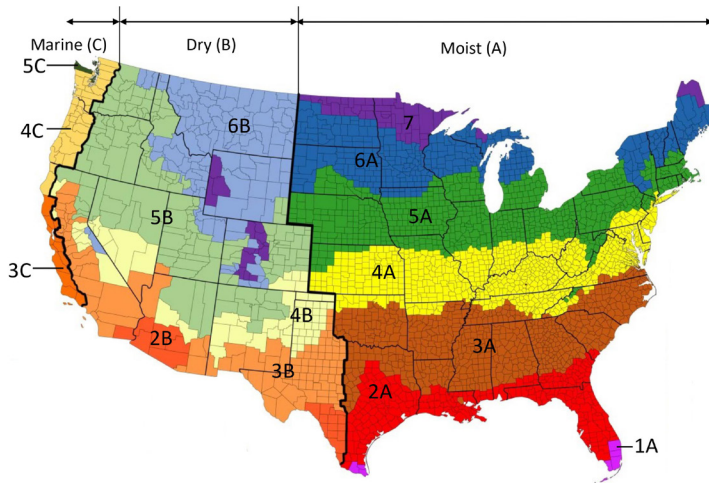 Marine (C)
Dry (B)
Moist (A)
5C
4C
6B
7
6A
5B
5A
3C
4A
4B
2B
3B
3A
2A
1A